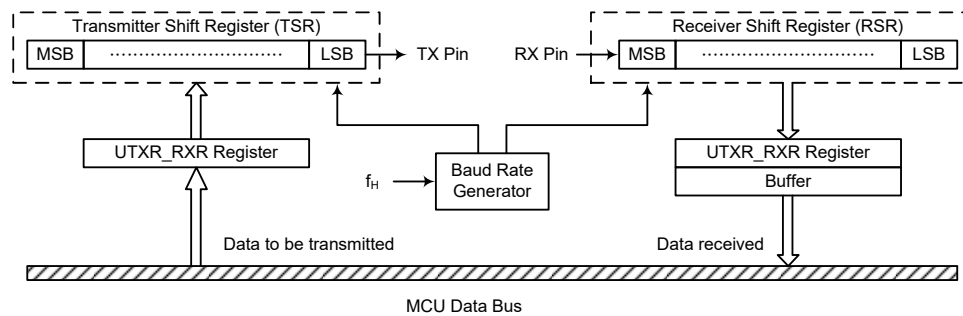 Transmitter Shift Register (TSR)
Receiver Shift Register (RSR)
MSB ........................................ LSB
TX Pin
RX Pin
MSB ........................................ LSB
UTXR_RXR Register
fH
Baud Rate
Generator
UTXR_RXR Register
Buffer
Data to be transmitted
Data received
MCU Data Bus